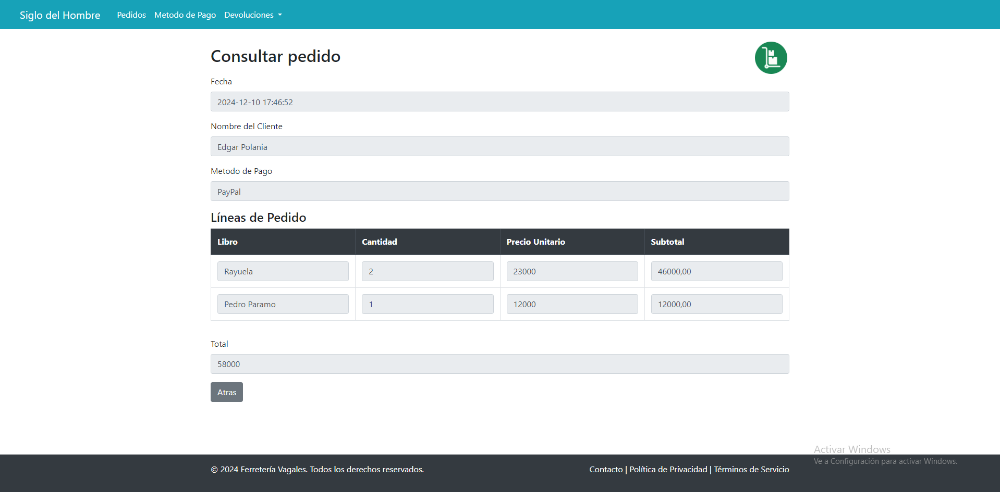 Siglo del Hombre Pedidos Metodo de Pago Devoluciones
Consultar pedido
Fecha
2024-12-10 17:46:52
Nombre del Cliente
Edgar Polania
Metodo de Pago
PayPal
Líneas de Pedido
Libro Cantidad Precio Unitario Subtotal
Rayuela 2 23000 46000,00
Pedro Paramo 1 12000 12000,00
Total
58000
Atras
Activar Windows
Ve a Configuración para activar Windows.
© 2024 Ferretería Vagales. Todos los derechos reservados. Contacto | Política de Privacidad | Términos de Servicio